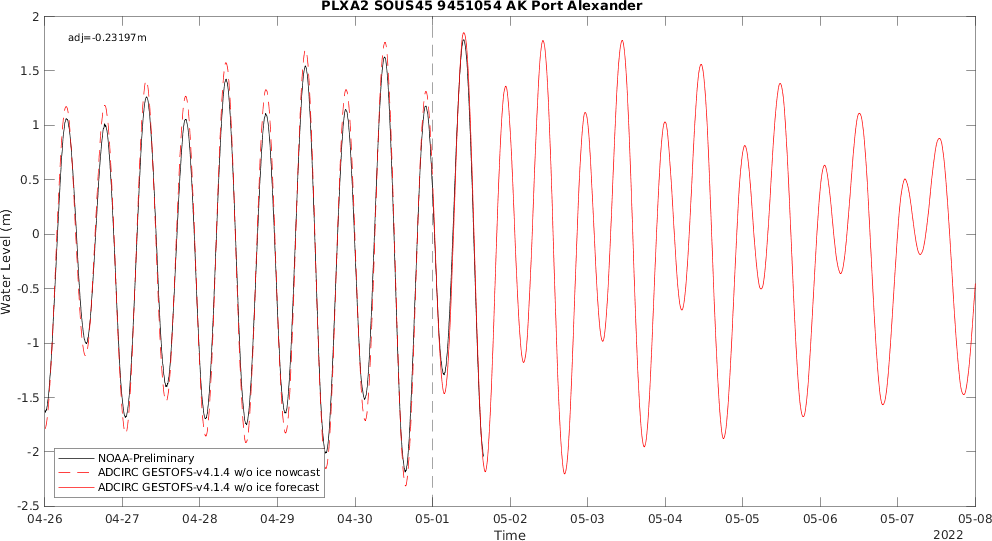 PLXA2 SOUS45 9451054 AK Port Alexander
adj=-0.23197m
2
1.5
1
0.5
0
-0.5
-1
-1.5
-2
-2.5
Water Level (m)
NOAA-Preliminary
ADCIRC GESTOFS-v4.1.4 w/o ice nowcast
ADCIRC GESTOFS-v4.1.4 w/o ice forecast
04-26 04-27 04-28 04-29 04-30 05-01 05-02 05-03 05-04 05-05 05-06 05-07 05-08
Time
2022